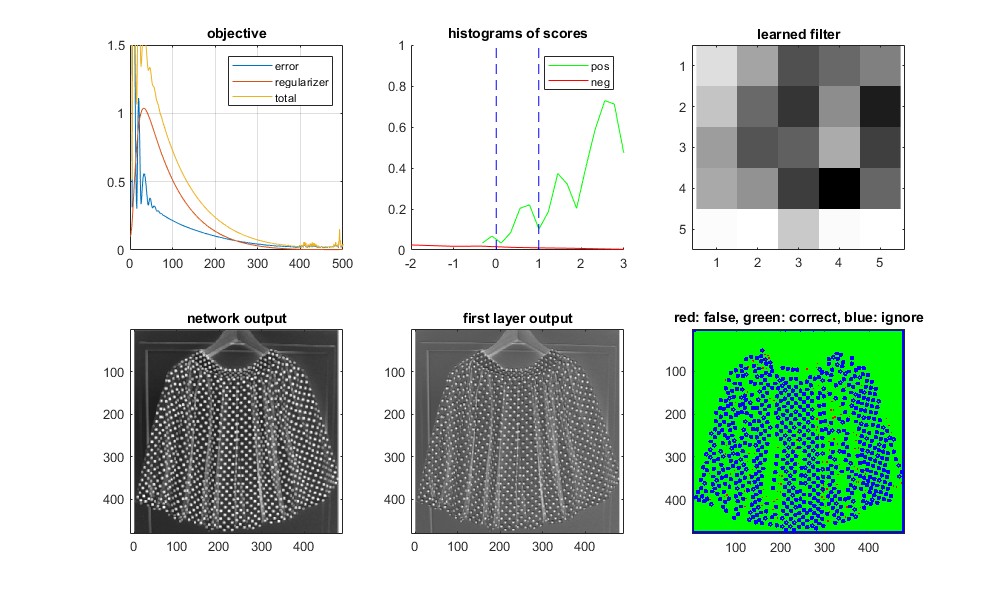 objective
error
regularizer
total
0
0.5
1
1.5
0 100 200 300 400 500
histograms of scores
pos
neg
0
0.2
0.4
0.6
0.8
1
-2 -1 0 1 2 3
learned filter
1
2
3
4
5
1 2 3 4 5
network output
100
200
300
400
0 100 200 300 400
first layer output
100
200
300
400
0 100 200 300 400
red: false, green: correct, blue: ignore
100
200
300
400
100 200 300 400